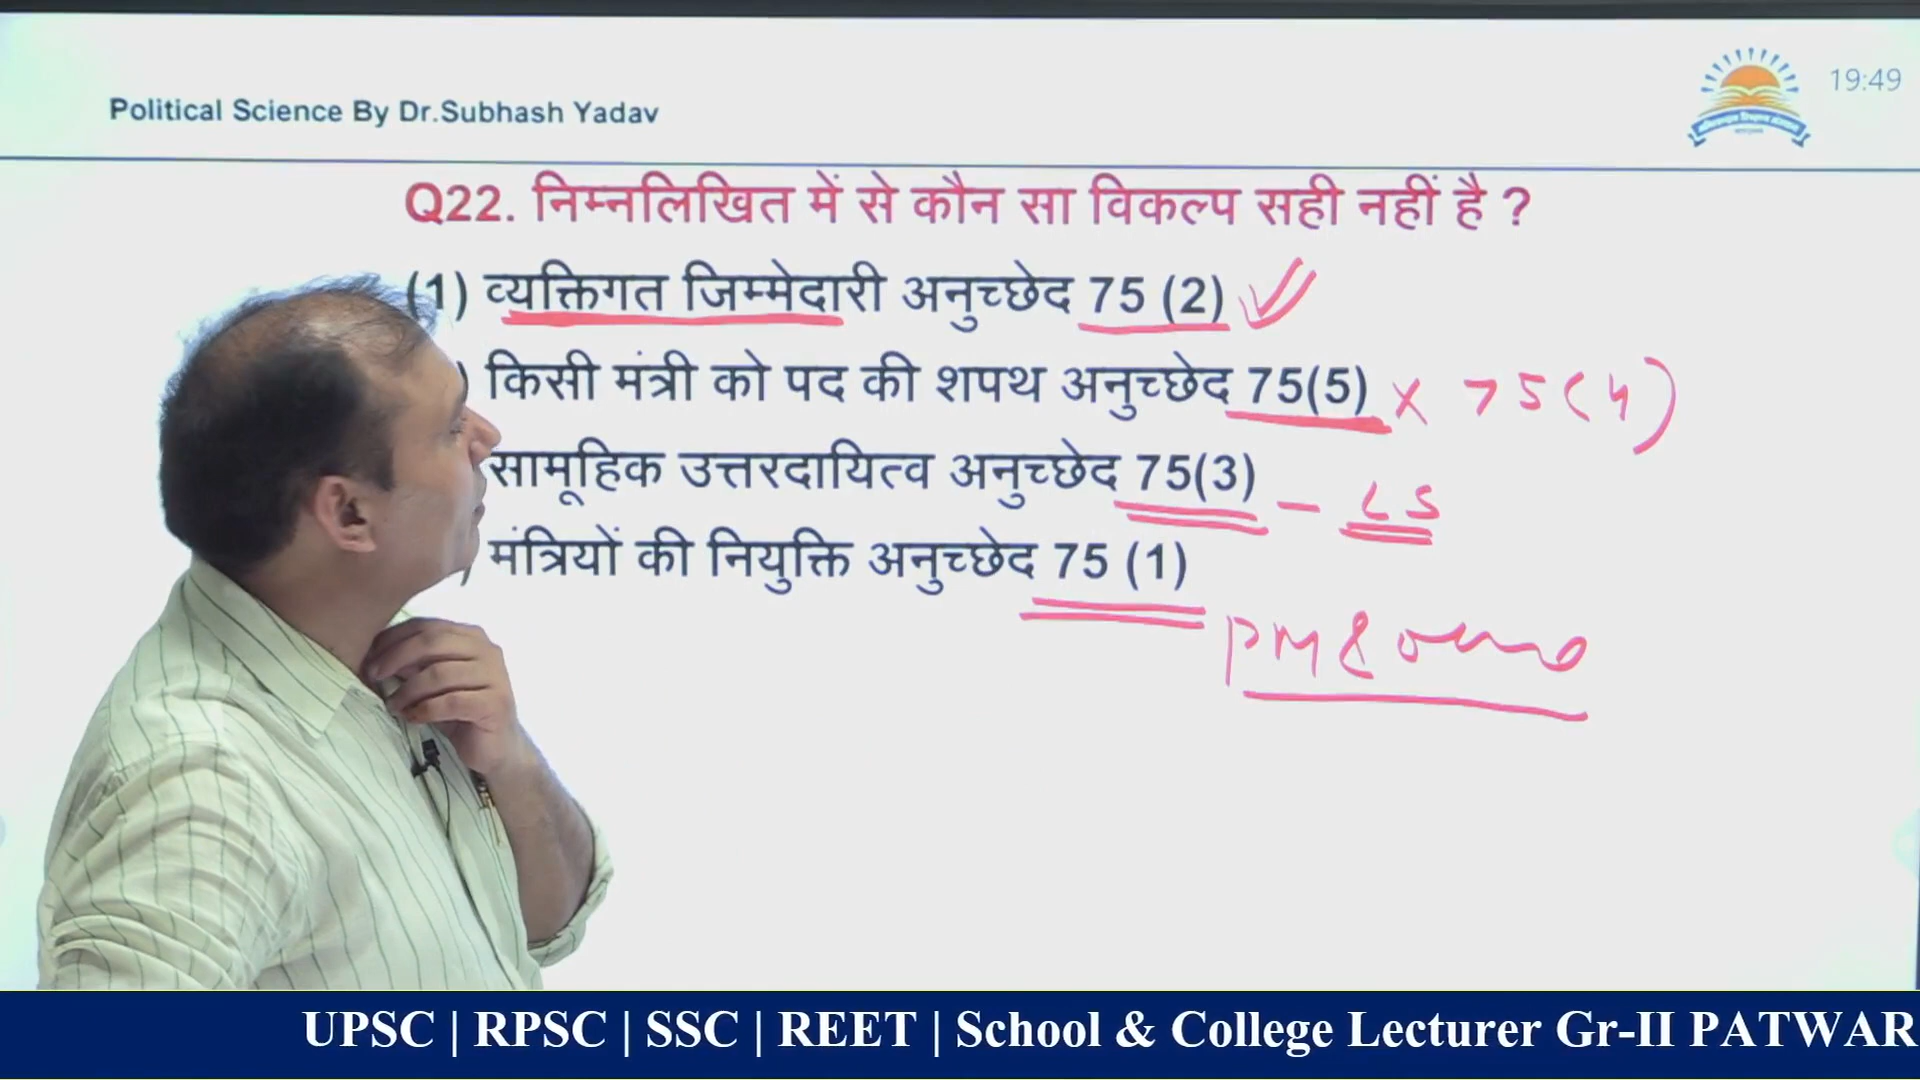 Political Science By Dr.Subhash Yadav
19:49
Q22. निम्नलिखित में से कौन सा विकल्प सही नहीं है ?
(1) व्यक्तिगत जिम्मेदारी अनुच्छेद 75 (2)
) किसी मंत्री को पद की शपथ अनुच्छेद 75(5) x 75(4)
सामूहिक उत्तरदायित्व अनुच्छेद 75(3) - LS
) मंत्रियों की नियुक्ति अनुच्छेद 75 (1)
PM &
UPSC | RPSC | SSC | REET | School & College Lecturer Gr-II PATWAR